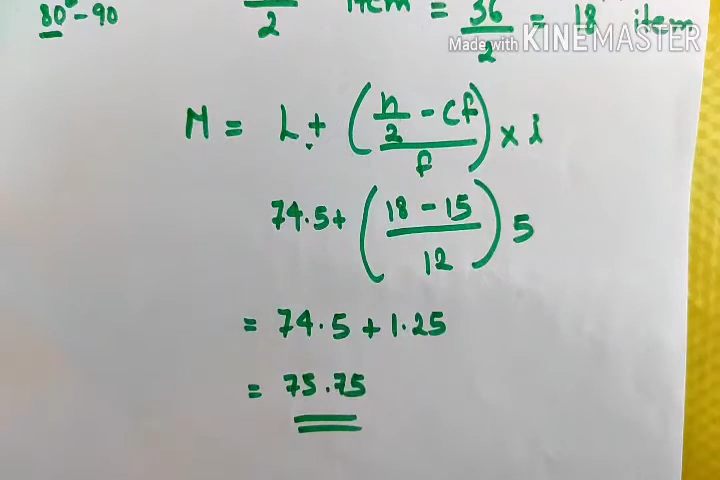 80 - 90
2
item = 36/2 = 18 item
Made with KINEMASTER
M = L + (n/2 - cf / f) × i
74.5 + (18 - 15 / 12) 5
= 74.5 + 1.25
= 75.75